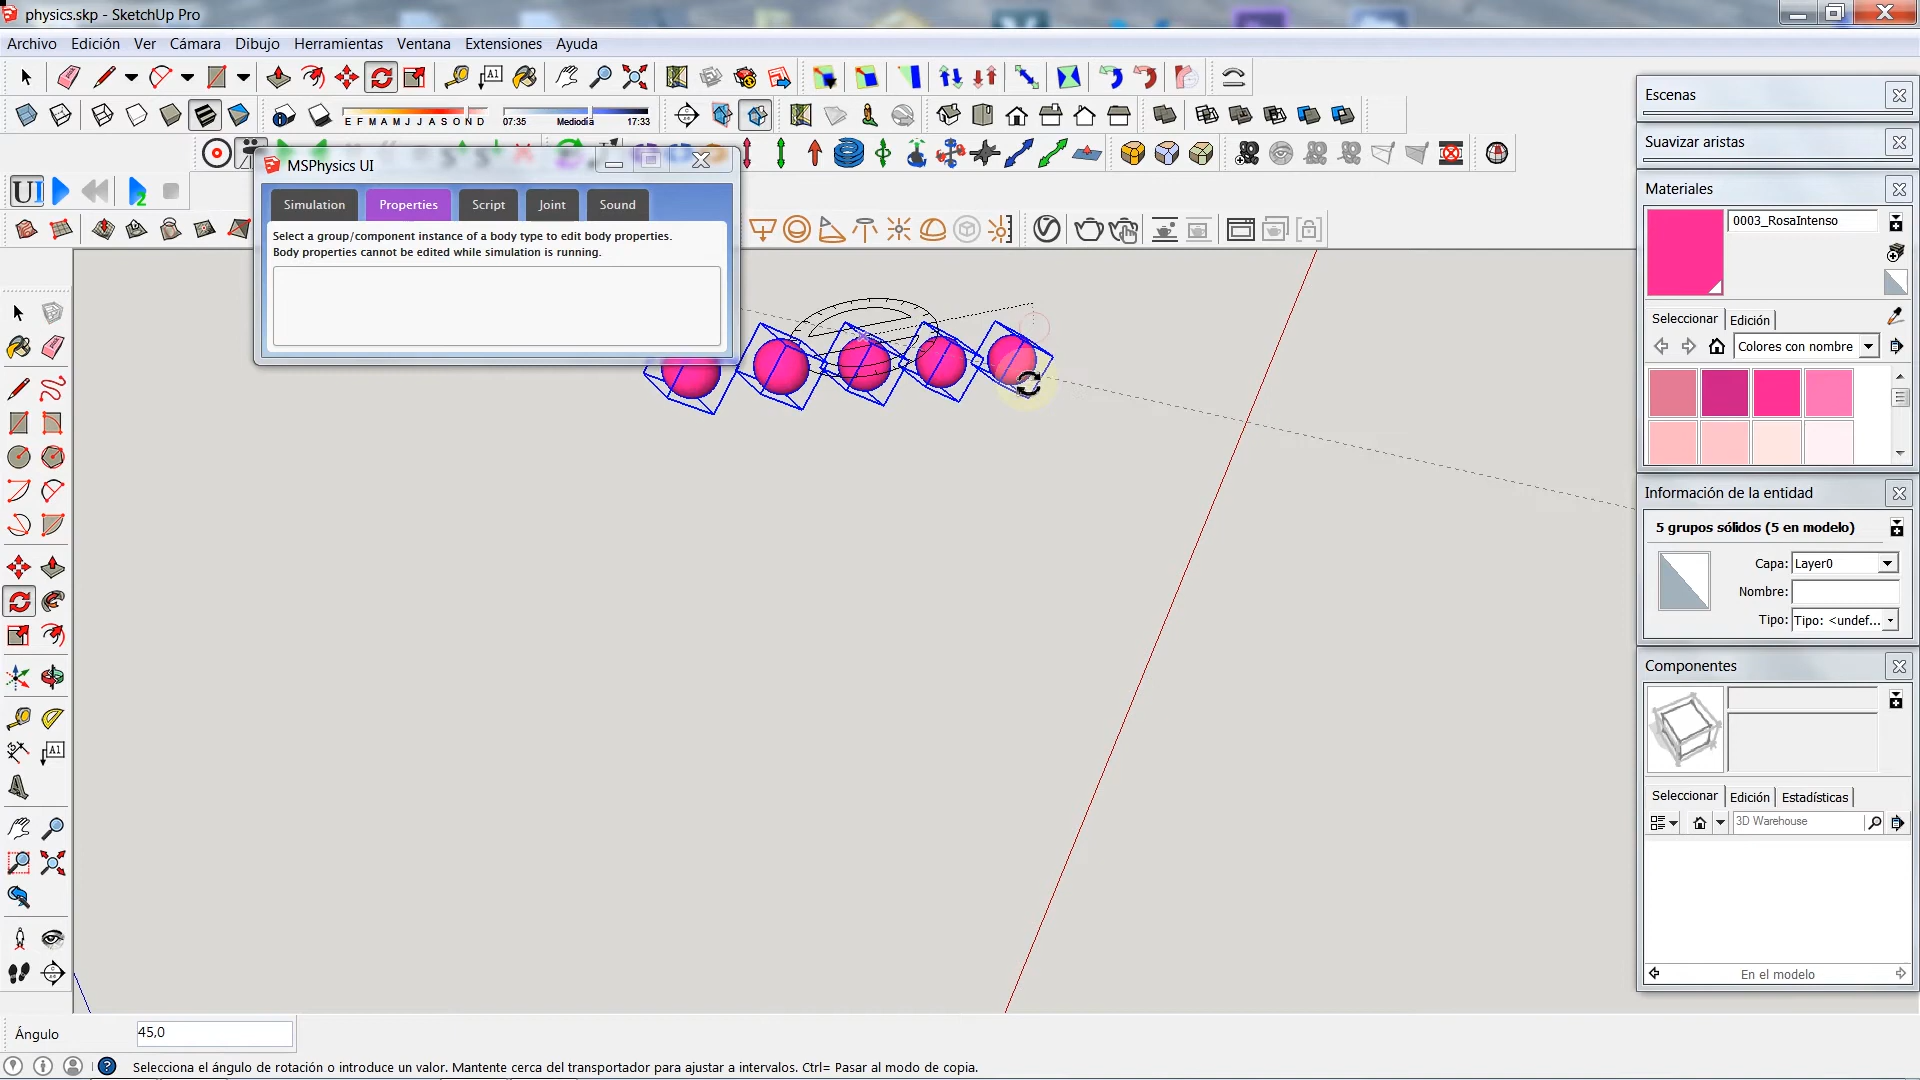 physics.skp - SketchUp Pro
Archivo Edición Ver Cámara Dibujo Herramientas Ventana Extensiones Ayuda
A1
E F M A M J J A S O N D
07:35 Mediodía 17:33
UI
2
MSPhysics UI
Simulation Properties Script Joint Sound
Select a group/component instance of a body type to edit body properties.
Body properties cannot be edited while simulation is running.
Escenas
Suavizar aristas
Materiales
0003_RosaIntenso
Seleccionar Edición
Colores con nombre
Información de la entidad
5 grupos sólidos (5 en modelo)
Capa: Layer0
Nombre:
Tipo: Tipo: <undef...
Componentes
Seleccionar Edición Estadísticas
3D Warehouse
En el modelo
A1
Ángulo 45,0
Selecciona el ángulo de rotación o introduce un valor. Mantente cerca del transportador para ajustar a intervalos. Ctrl= Pasar al modo de copia.